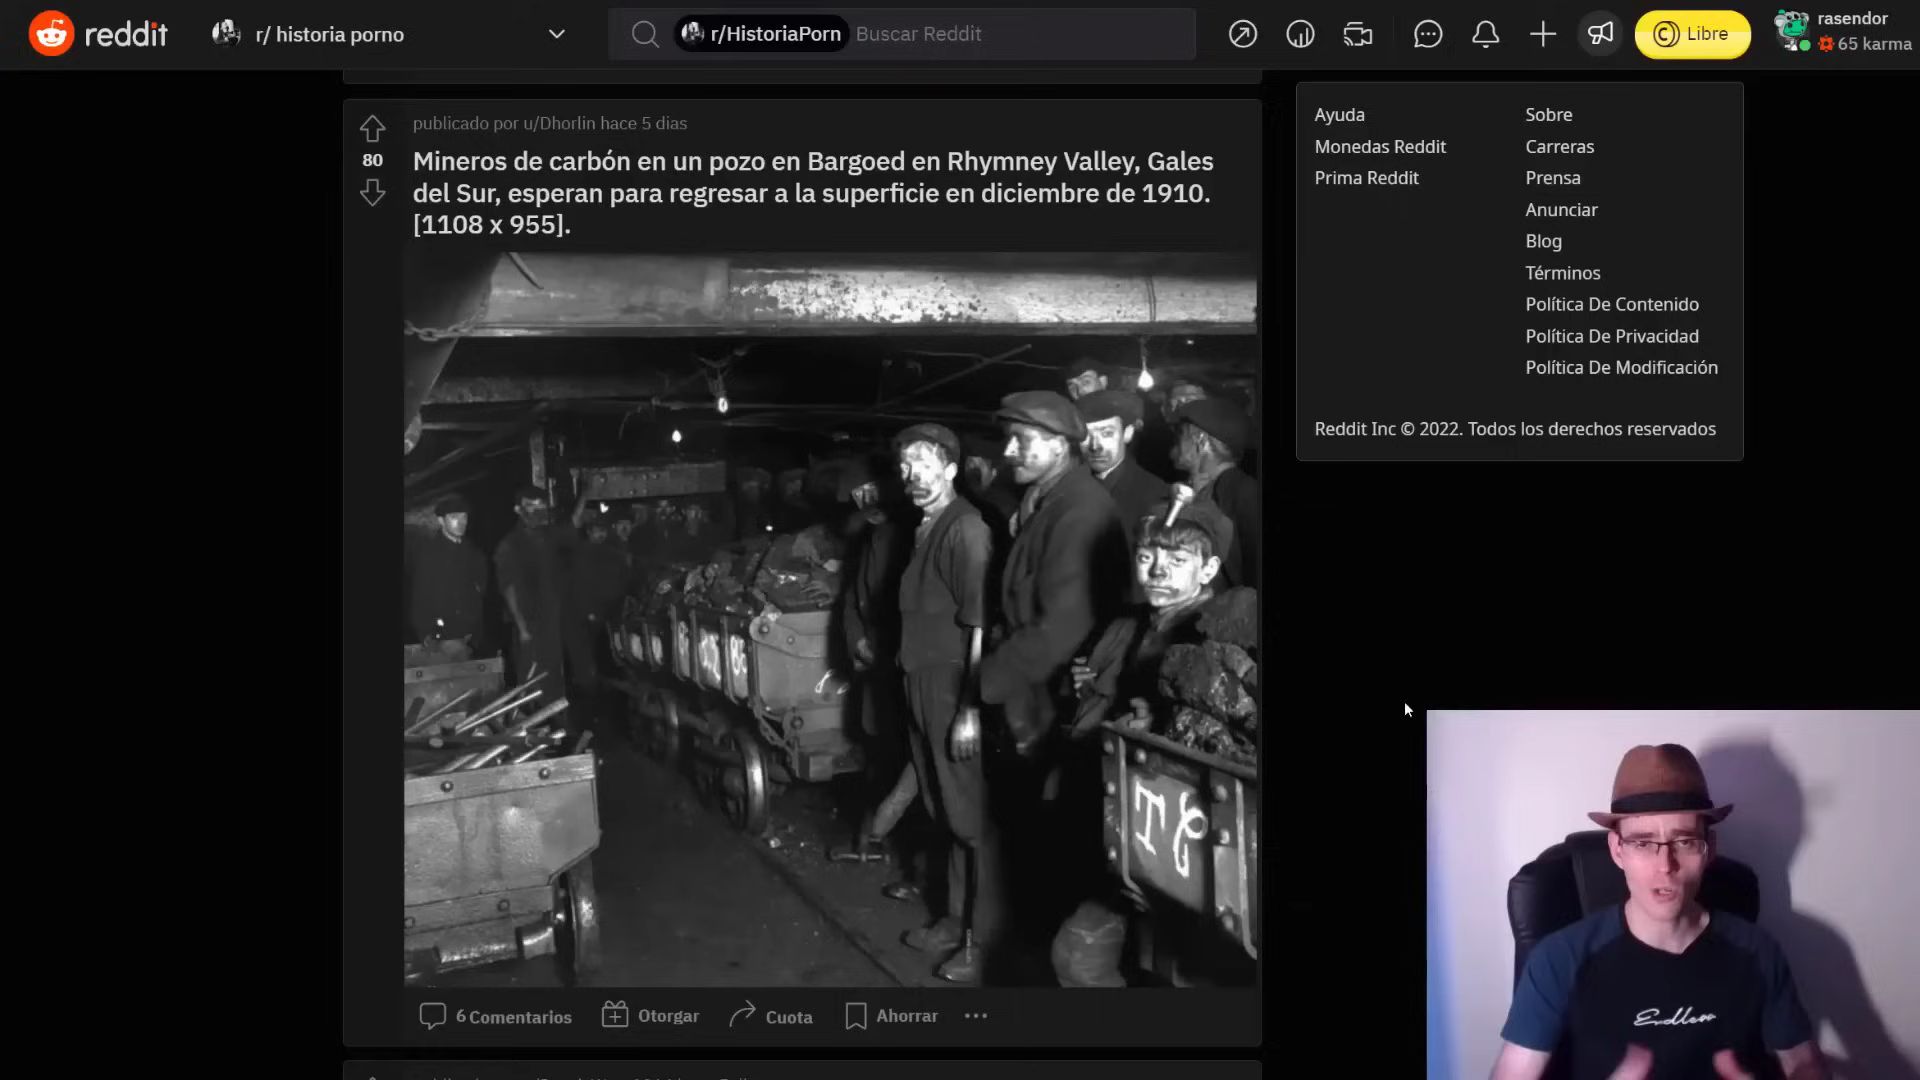 reddit
r/ historia porno
r/HistoriaPorn Buscar Reddit
Libre
rasendor
65 karma
publicado por u/Dhorlin hace 5 dias
80
Mineros de carbón en un pozo en Bargoed en Rhymney Valley, Gales
del Sur, esperan para regresar a la superficie en diciembre de 1910.
[1108 x 955].
6 Comentarios
Otorgar
Cuota
Ahorrar
Ayuda
Monedas Reddit
Prima Reddit
Sobre
Carreras
Prensa
Anunciar
Blog
Términos
Política De Contenido
Política De Privacidad
Política De Modificación
Reddit Inc © 2022. Todos los derechos reservados
Endless